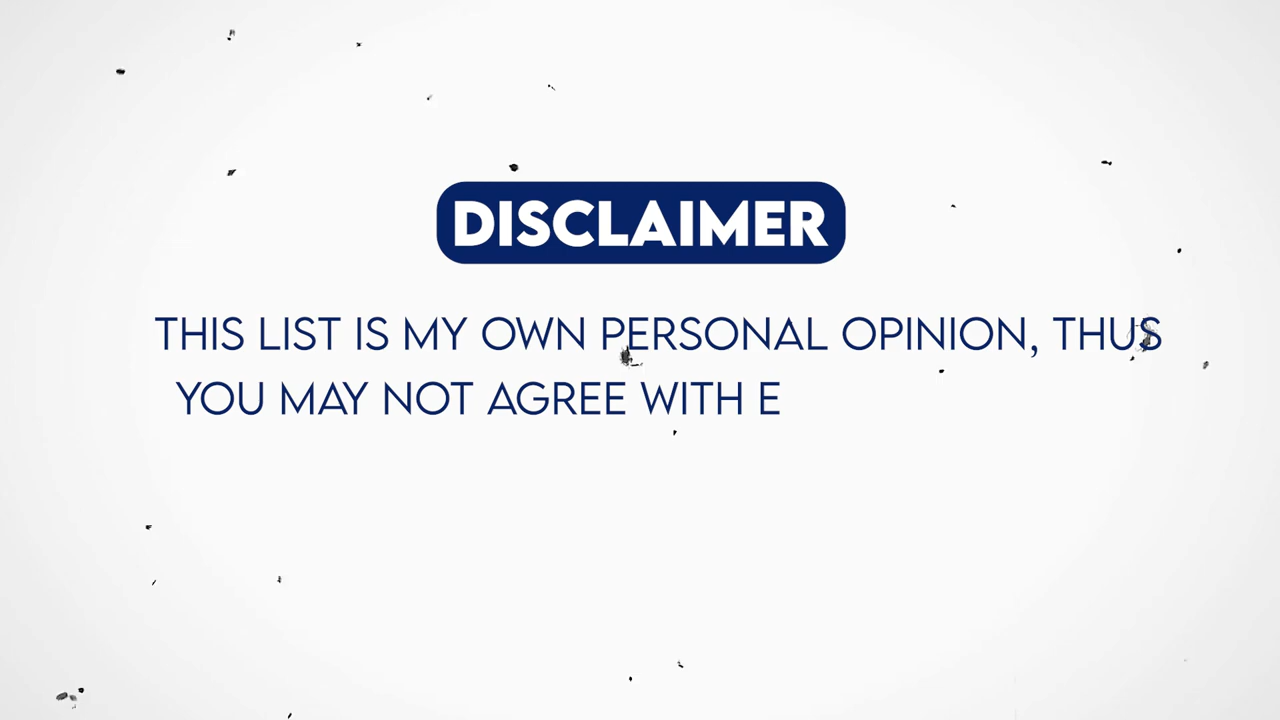 DISCLAIMER
THIS LIST IS MY OWN PERSONAL OPINION, THUS
YOU MAY NOT AGREE WITH E